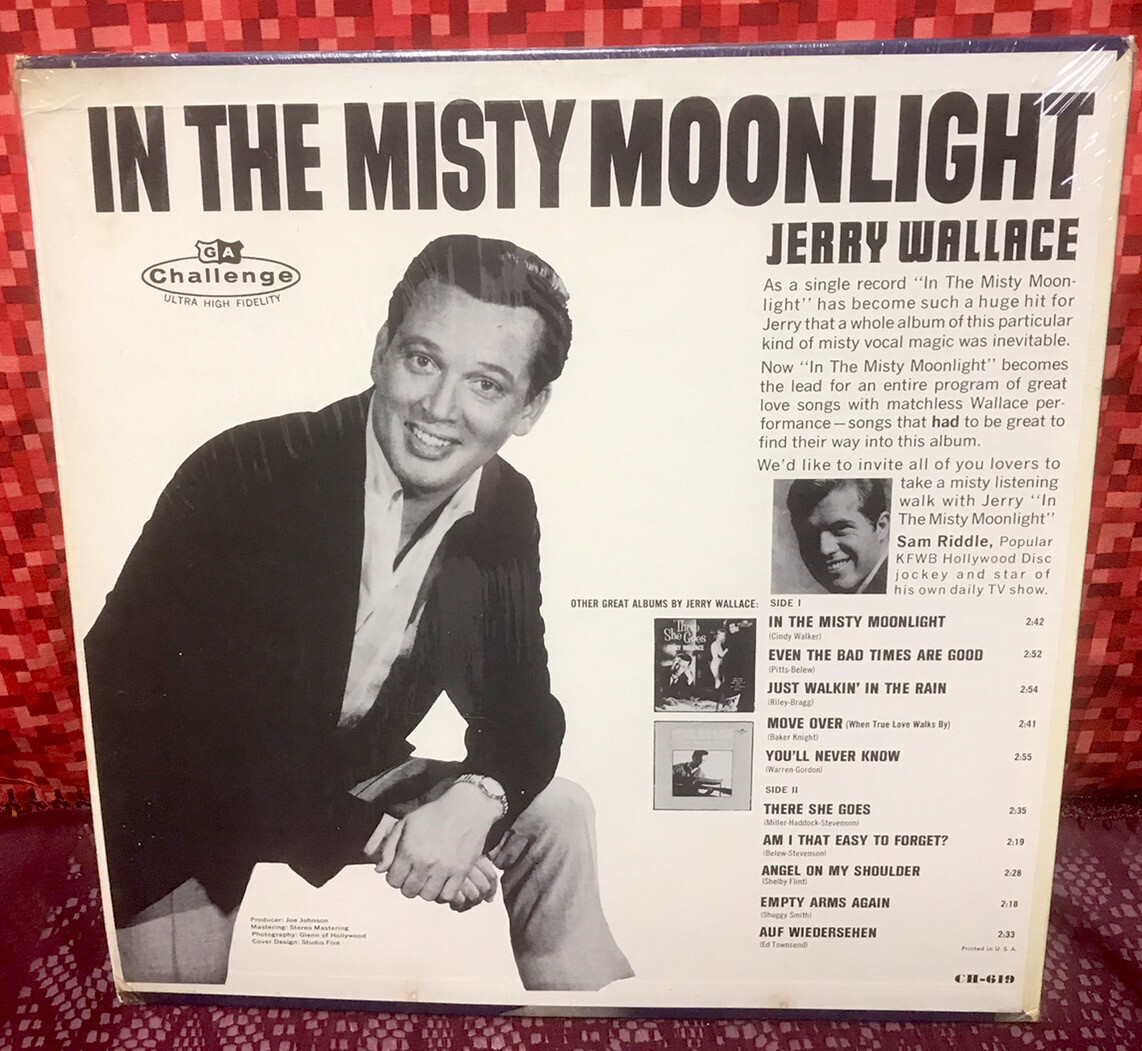 IN THE MISTY MOONLIGHT
JERRY WALLACE
GA
Challenge
ULTRA HIGH FIDELITY
As a single record “In The Misty Moon-
light” has become such a huge hit for
Jerry that a whole album of this particular
kind of misty vocal magic was inevitable.
Now “In The Misty Moonlight” becomes
the lead for an entire program of great
love songs with matchless Wallace per-
formance—songs that had to be great to
find their way into this album.
We’d like to invite all of you lovers to
take a misty listening
walk with Jerry “In
The Misty Moonlight”
Sam Riddle, Popular
KFWB Hollywood Disc
jockey and star of
his own daily TV show.
OTHER GREAT ALBUMS BY JERRY WALLACE:
There
She Goes
JERRY WALLACE
SIDE I
IN THE MISTY MOONLIGHT 2:42
(Cindy Walker)
EVEN THE BAD TIMES ARE GOOD 2:52
(Pitts-Belew)
JUST WALKIN’ IN THE RAIN 2:54
(Riley-Bragg)
MOVE OVER (When True Love Walks By) 2:41
(Baker Knight)
YOU’LL NEVER KNOW 2:55
(Warren-Gordon)
SIDE II
THERE SHE GOES 2:35
(Miller-Haddock-Stevenson)
AM I THAT EASY TO FORGET? 2:19
(Belew-Stevenson)
ANGEL ON MY SHOULDER 2:28
(Shelby Flint)
EMPTY ARMS AGAIN 2:18
(Shuggy Smith)
AUF WIEDERSEHEN 2:33
(Ed Townsend)
Printed in U. S. A.
CH-619
Producer: Joe Johnson
Mastering: Stereo Mastering
Photography: Glenn of Hollywood
Cover Design: Studio Five